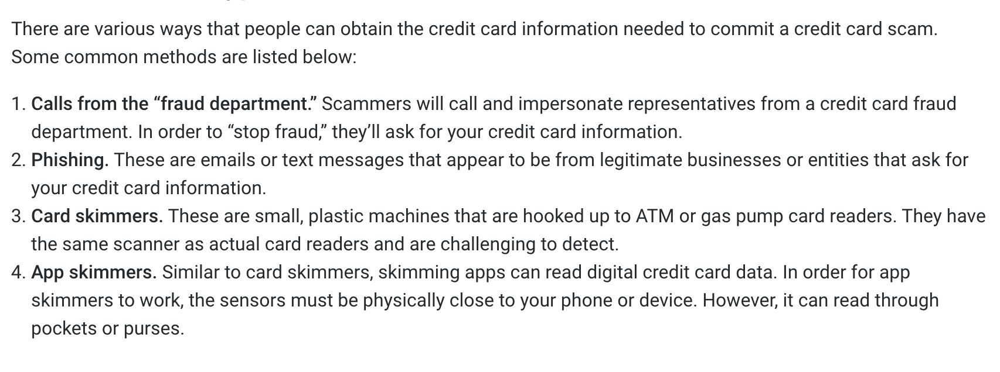 There are various ways that people can obtain the credit card information needed to commit a credit card scam.
Some common methods are listed below:
1. Calls from the “fraud department.” Scammers will call and impersonate representatives from a credit card fraud
department. In order to “stop fraud,” they’ll ask for your credit card information.
2. Phishing. These are emails or text messages that appear to be from legitimate businesses or entities that ask for
your credit card information.
3. Card skimmers. These are small, plastic machines that are hooked up to ATM or gas pump card readers. They have
the same scanner as actual card readers and are challenging to detect.
4. App skimmers. Similar to card skimmers, skimming apps can read digital credit card data. In order for app
skimmers to work, the sensors must be physically close to your phone or device. However, it can read through
pockets or purses.